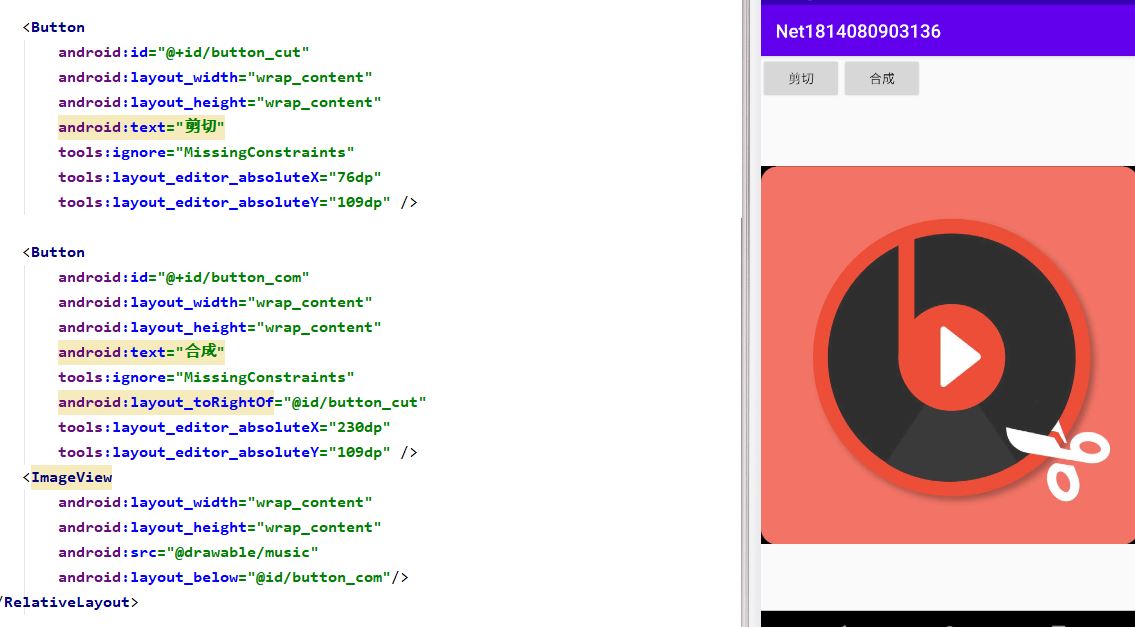 <Button
android:id="@+id/button_cut"
android:layout_width="wrap_content"
android:layout_height="wrap_content"
android:text="剪切"
tools:ignore="MissingConstraints"
tools:layout_editor_absoluteX="76dp"
tools:layout_editor_absoluteY="109dp" />
<Button
android:id="@+id/button_com"
android:layout_width="wrap_content"
android:layout_height="wrap_content"
android:text="合成"
tools:ignore="MissingConstraints"
android:layout_toRightOf="@id/button_cut"
tools:layout_editor_absoluteX="230dp"
tools:layout_editor_absoluteY="109dp" />
<ImageView
android:layout_width="wrap_content"
android:layout_height="wrap_content"
android:src="@drawable/music"
android:layout_below="@id/button_com"/>
/RelativeLayout>
Net1814080903136
剪切 合成